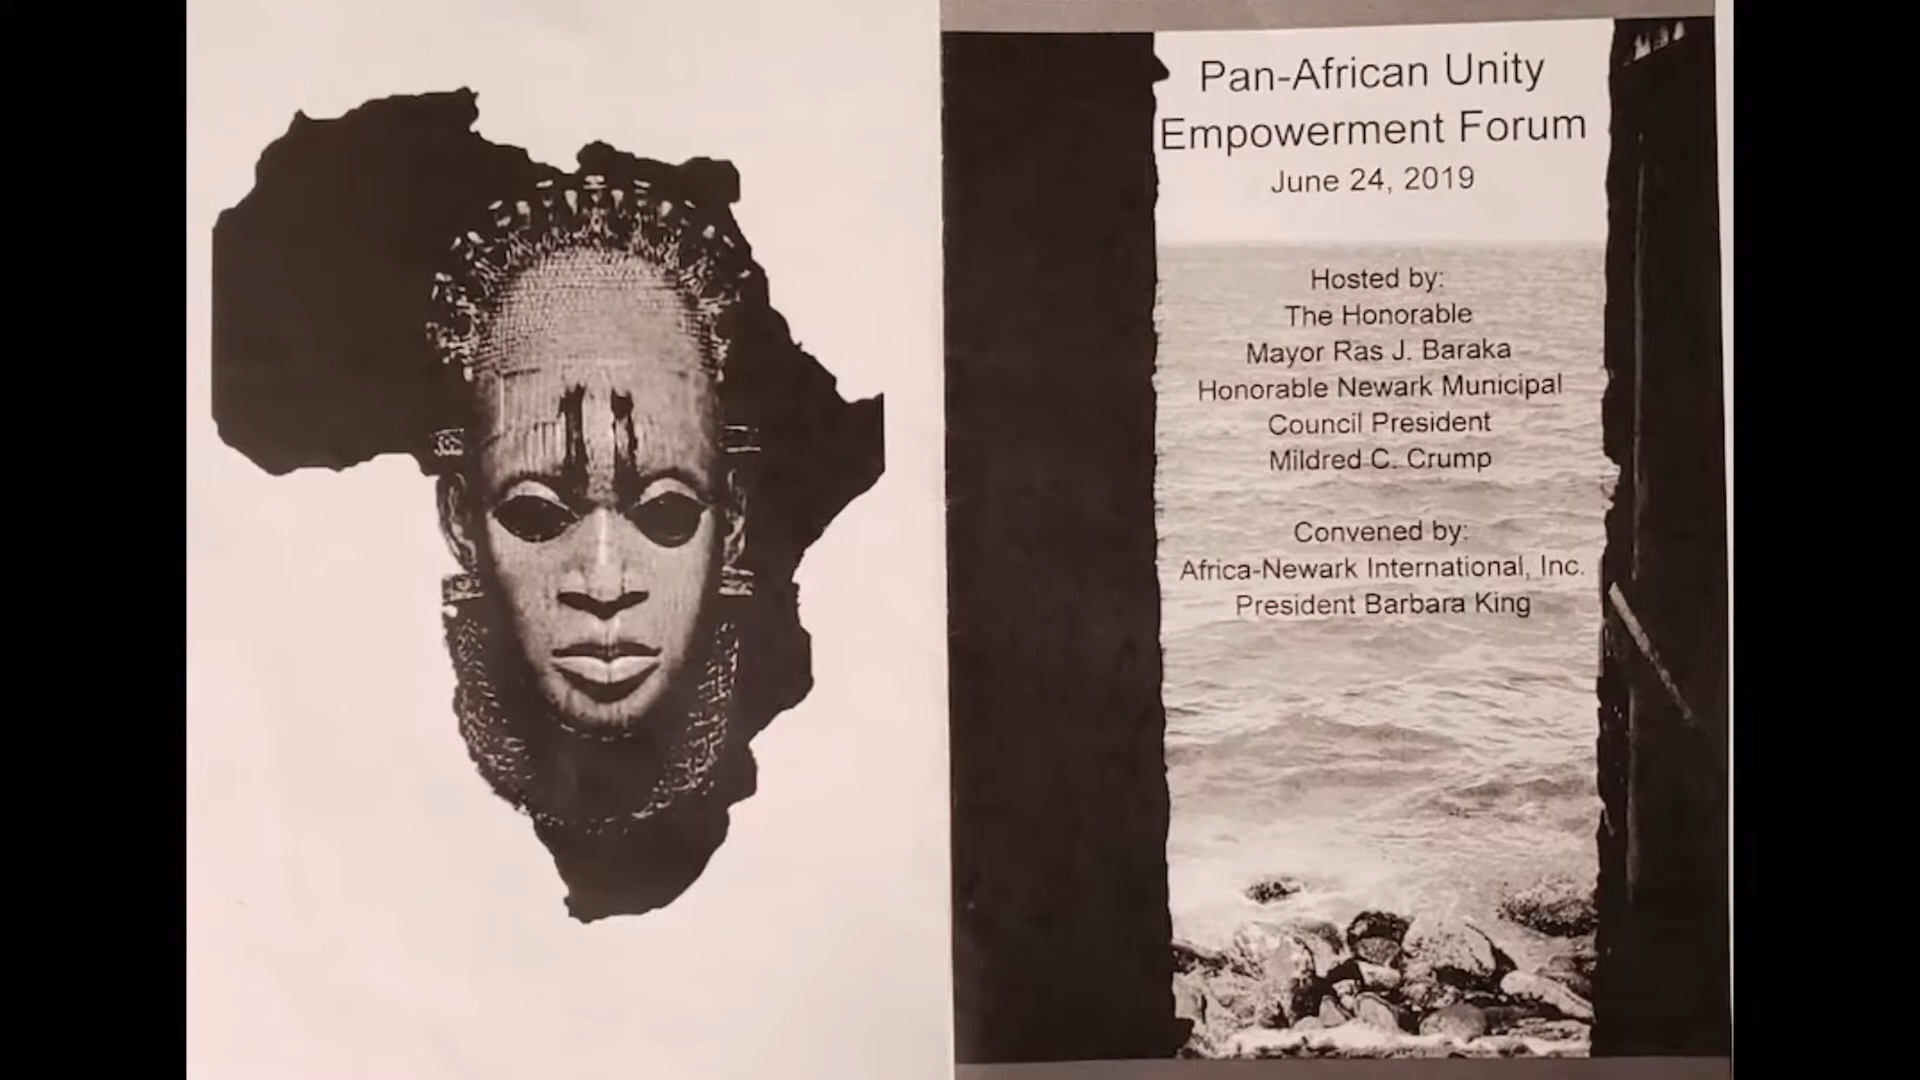 Pan-African Unity
Empowerment Forum
June 24, 2019
Hosted by:
The Honorable
Mayor Ras J. Baraka
Honorable Newark Municipal
Council President
Mildred C. Crump
Convened by:
Africa-Newark International, Inc.
President Barbara King